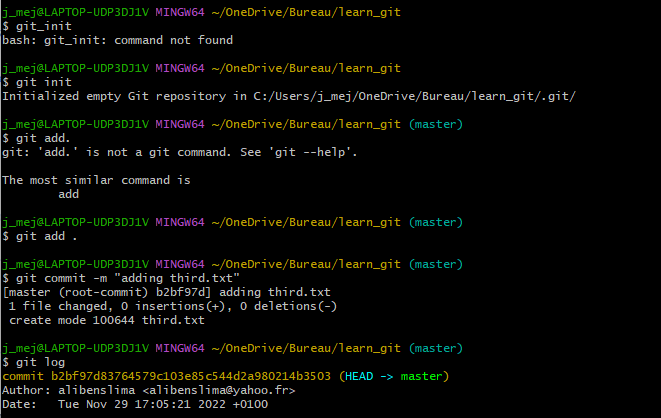 j_mej@LAPTOP-UDP3DJ1V MINGW64 ~/OneDrive/Bureau/learn_git
$ git_init
bash: git_init: command not found
j_mej@LAPTOP-UDP3DJ1V MINGW64 ~/OneDrive/Bureau/learn_git
$ git init
Initialized empty Git repository in C:/Users/j_mej/OneDrive/Bureau/learn_git/.git/
j_mej@LAPTOP-UDP3DJ1V MINGW64 ~/OneDrive/Bureau/learn_git (master)
$ git add.
git: 'add.' is not a git command. See 'git --help'.
The most similar command is
        add
j_mej@LAPTOP-UDP3DJ1V MINGW64 ~/OneDrive/Bureau/learn_git (master)
$ git add .
j_mej@LAPTOP-UDP3DJ1V MINGW64 ~/OneDrive/Bureau/learn_git (master)
$ git commit -m "adding third.txt"
[master (root-commit) b2bf97d] adding third.txt
 1 file changed, 0 insertions(+), 0 deletions(-)
 create mode 100644 third.txt
j_mej@LAPTOP-UDP3DJ1V MINGW64 ~/OneDrive/Bureau/learn_git (master)
$ git log
commit b2bf97d83764579c103e85c544d2a980214b3503 (HEAD -> master)
Author: alibenslima <alibenslima@yahoo.fr>
Date:   Tue Nov 29 17:05:21 2022 +0100